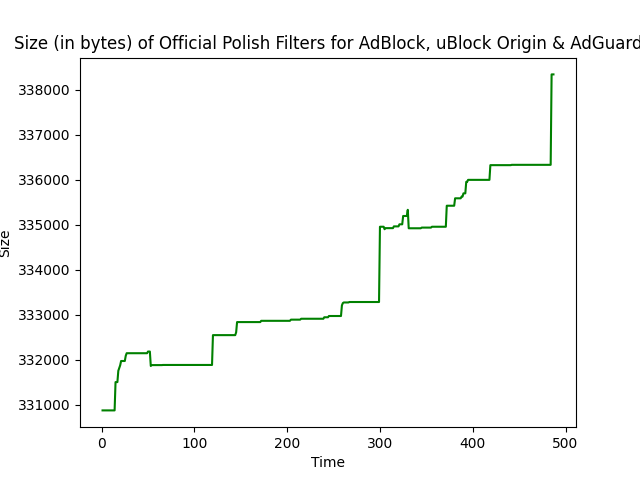 Size (in bytes) of Official Polish Filters for AdBlock, uBlock Origin & AdGuard
338000
337000
336000
335000
334000
333000
332000
331000
Size
0 100 200 300 400 500
Time